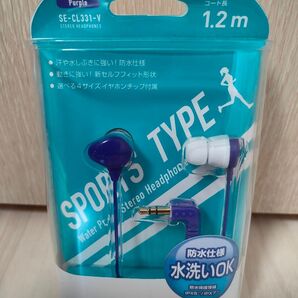 Purple
SE-CL331-V
STEREO HEADPHONES
コード長
1.2m
・汗や水しぶきに強い！防水仕様
・動きに強い！新セルフフィット形状
・選べる4サイズ・イヤホンチップ付属
SPORTS TYPE
Water Proof Stereo Headphones
防水仕様
水洗いOK